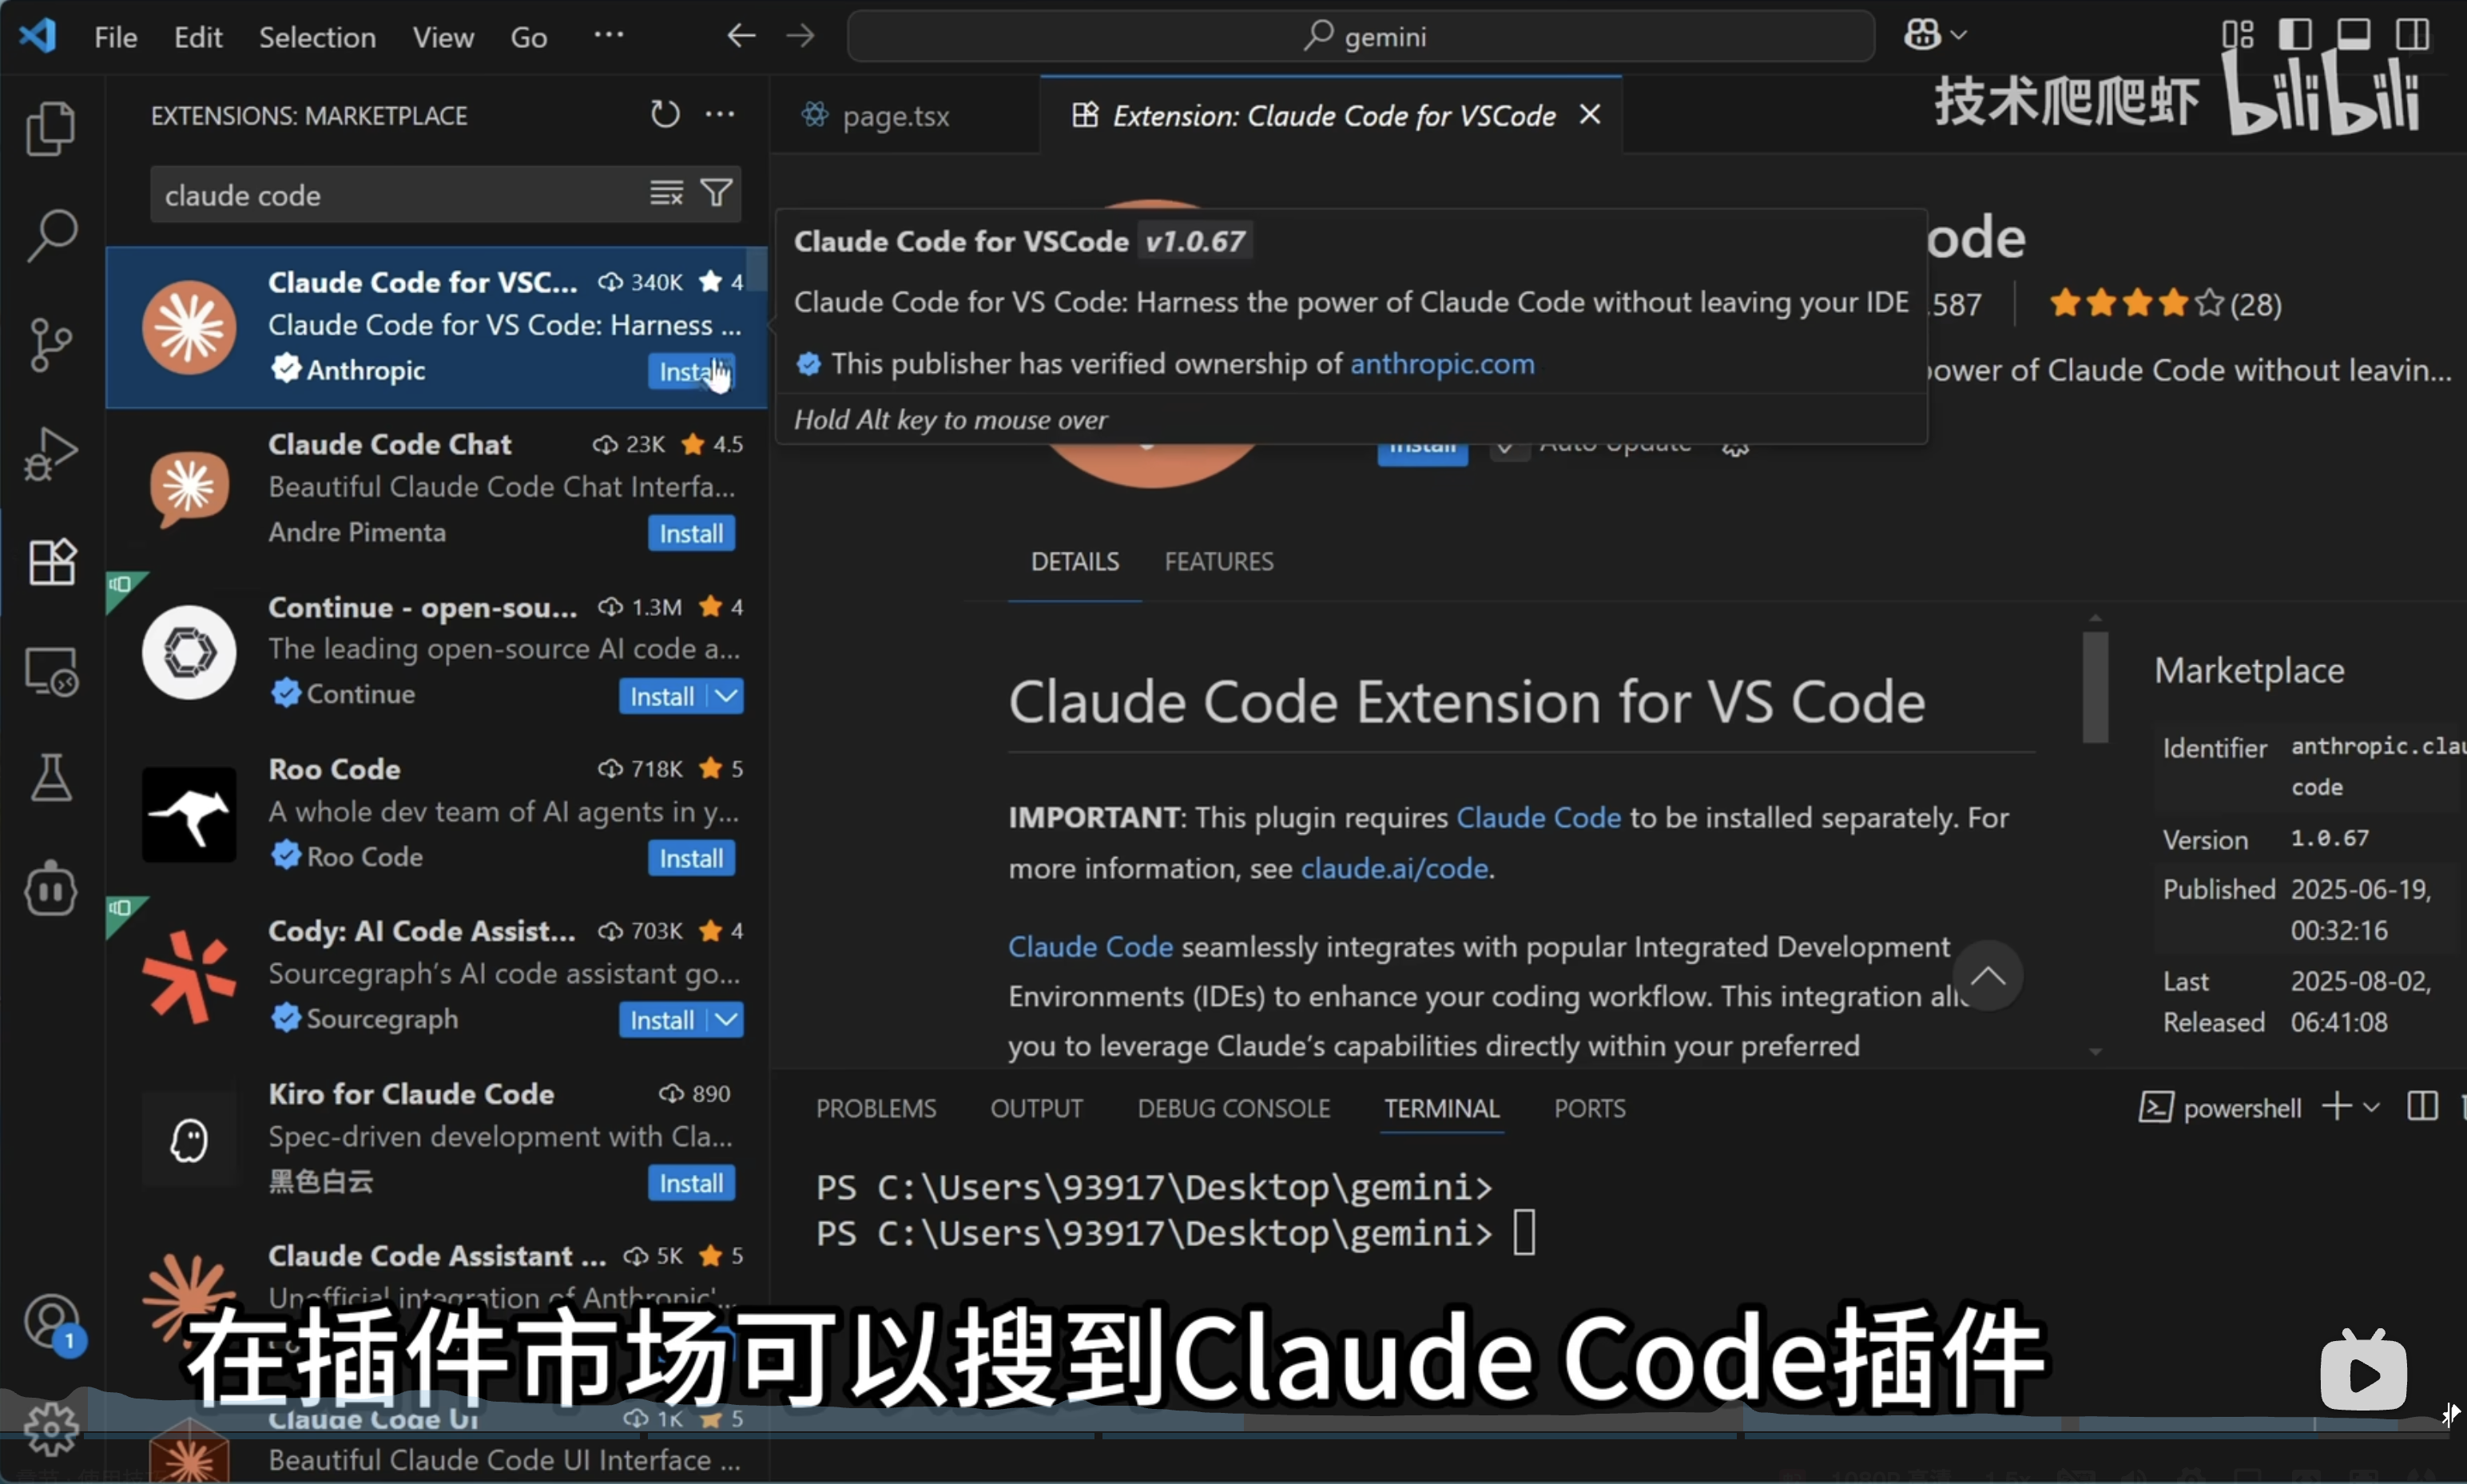 File Edit Selection View Go ···
gemini
技术爬爬虾 bilibili
EXTENSIONS: MARKETPLACE
claude code
Claude Code for VSC... 340K 4
Claude Code for VS Code: Harness ...
Anthropic
Claude Code Chat 23K 4.5
Beautiful Claude Code Chat Interfa...
Andre Pimenta Install
Continue - open-sou... 1.3M 4
The leading open-source AI code a...
Continue Install
Roo Code 718K 5
A whole dev team of AI agents in y...
Roo Code Install
Cody: AI Code Assist... 703K 4
Sourcegraph's AI code assistant go...
Sourcegraph Install
Kiro for Claude Code 890
Spec-driven development with Cla...
黑色白云 Install
Claude Code Assistant ... 5K 5
Unofficial integration of Anthropic'...
Claude Code UI 1K 5
Beautiful Claude Code UI Interface ...
1
page.tsx
Extension: Claude Code for VSCode
Claude Code for VSCode v1.0.67
Claude Code for VS Code: Harness the power of Claude Code without leaving your IDE
This publisher has verified ownership of anthropic.com
Hold Alt key to mouse over
ode
587 (28)
power of Claude Code without leavin...
Install Auto Update
DETAILS FEATURES
Claude Code Extension for VS Code
IMPORTANT: This plugin requires Claude Code to be installed separately. For
more information, see claude.ai/code.
Claude Code seamlessly integrates with popular Integrated Development
Environments (IDEs) to enhance your coding workflow. This integration
you to leverage Claude's capabilities directly within your preferred
Marketplace
Identifier anthropic.clau
code
Version 1.0.67
Published 2025-06-19,
00:32:16
Last 2025-08-02,
Released 06:41:08
PROBLEMS OUTPUT DEBUG CONSOLE TERMINAL PORTS
powershell
PS C:\Users\93917\Desktop\gemini>
PS C:\Users\93917\Desktop\gemini>
在插件市场可以搜到Claude Code插件